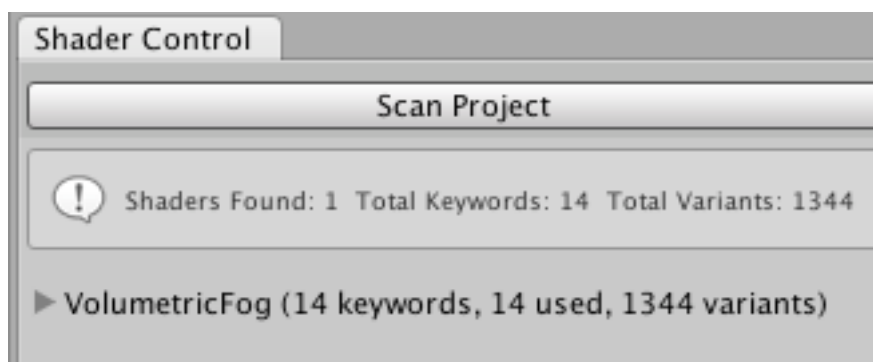 Shader Control
Scan Project
Shaders Found: 1 Total Keywords: 14 Total Variants: 1344
VolumetricFog (14 keywords, 14 used, 1344 variants)